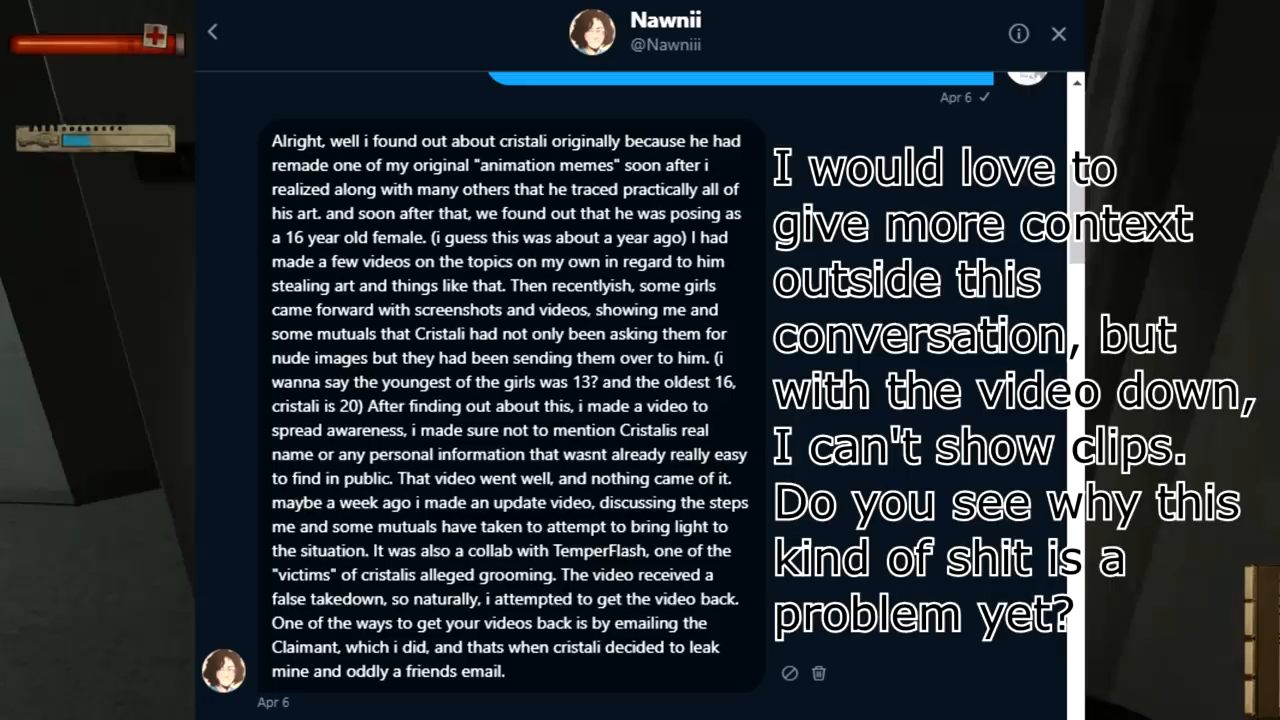 Nawnii
@Nawniii
Apr 6
Alright, well i found out about cristali originally because he had
remade one of my original "animation memes" soon after i
realized along with many others that he traced practically all of
his art. and soon after that, we found out that he was posing as
a 16 year old female. (i guess this was about a year ago) I had
made a few videos on the topics on my own in regard to him
stealing art and things like that. Then recentlyish, some girls
came forward with screenshots and videos, showing me and
some mutuals that Cristali had not only been asking them for
nude images but they had been sending them over to him. (i
wanna say the youngest of the girls was 13? and the oldest 16,
cristali is 20) After finding out about this, i made a video to
spread awareness, i made sure not to mention Cristalis real
name or any personal information that wasnt already really easy
to find in public. That video went well, and nothing came of it.
maybe a week ago i made an update video, discussing the steps
me and some mutuals have taken to attempt to bring light to
the situation. It was also a collab with TemperFlash, one of the
"victims" of cristalis alleged grooming. The video received a
false takedown, so naturally, i attempted to get the video back.
One of the ways to get your videos back is by emailing the
Claimant, which i did, and thats when cristali decided to leak
mine and oddly a friends email.
Apr 6
I would love to
give more context
outside this
conversation, but
with the video down,
I can't show clips.
Do you see why this
kind of shit is a
problem yet?